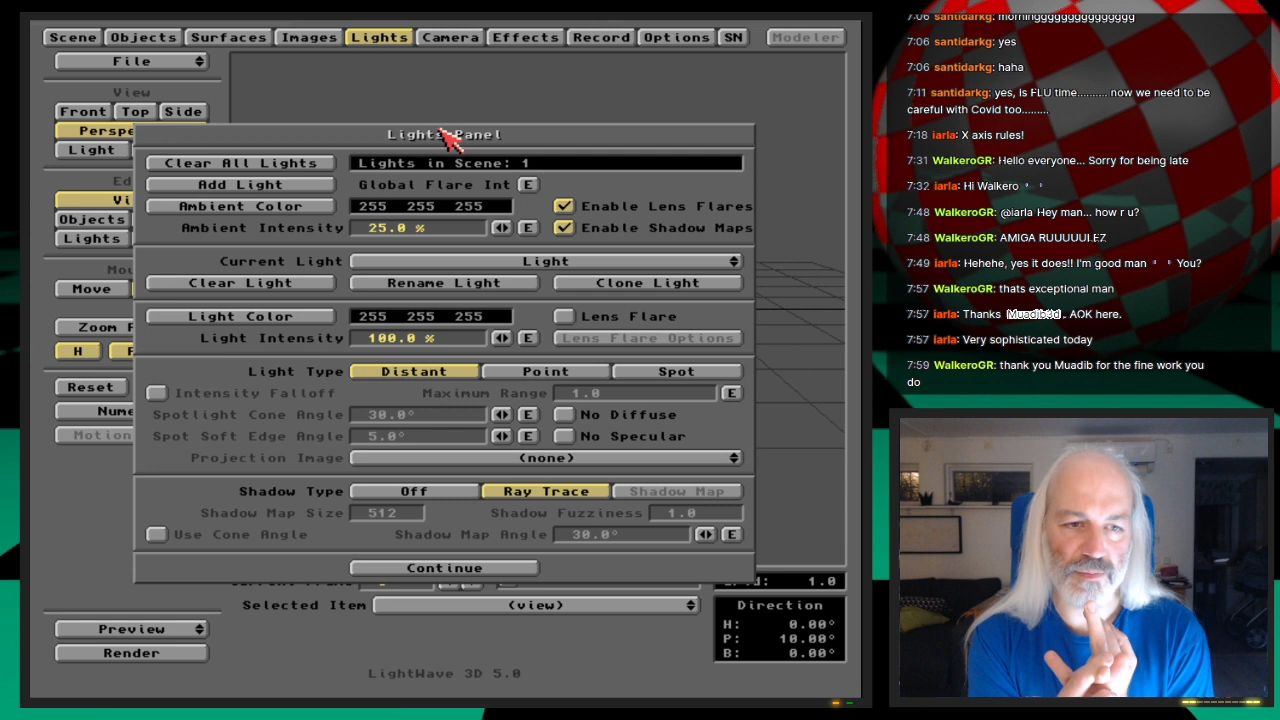 Scene Objects Surfaces Images Lights Camera Effects Record Options SN Modeler
File
View
Front Top Side
Perspe
Light
Vi
Objects
Lights
Move
Zoom F
H
Reset
Nume
Motion
Lights Panel
Clear All Lights Lights in Scene: 1
Add Light Global Flare Int E
Ambient Color 255 255 255 Enable Lens Flares
Ambient Intensity 25.0 % E Enable Shadow Maps
Current Light Light
Clear Light Rename Light Clone Light
Light Color 255 255 255 Lens Flare
Light Intensity 100.0 % E Lens Flare Options
Light Type Distant Point Spot
Intensity Falloff Maximum Range 1.0 E
Spotlight Cone Angle 30.0° E No Diffuse
Spot Soft Edge Angle 5.0° E No Specular
Projection Image (none)
Shadow Type Off Ray Trace Shadow Map
Shadow Map Size 512 Shadow Fuzziness 1.0
Use Cone Angle Shadow Map Angle 30.0° E
Continue
1.0
Selected Item (view)
Direction
H: 0.00°
P: 10.00°
B: 0.00°
Preview
Render
LightWave 3D 5.0
7:06 santidarkg: morninggggggggggggggg
7:06 santidarkg: yes
7:06 santidarkg: haha
7:11 santidarkg: yes, is FLU time.......... now we need to
be careful with Covid too.........
7:18 iarla: X axis rules!
7:31 WalkeroGR: Hello everyone... Sorry for being late
7:32 iarla: Hi Walkero
7:48 WalkeroGR: @iarla Hey man... how r u?
7:48 WalkeroGR: AMIGA RUUUUULEZ
7:49 iarla: Hehehe, yes it does!! I'm good man You?
7:57 WalkeroGR: thats exceptional man
7:57 iarla: Thanks Muadib3d . AOK here.
7:57 iarla: Very sophisticated today
7:59 WalkeroGR: thank you Muadib for the fine work you
do